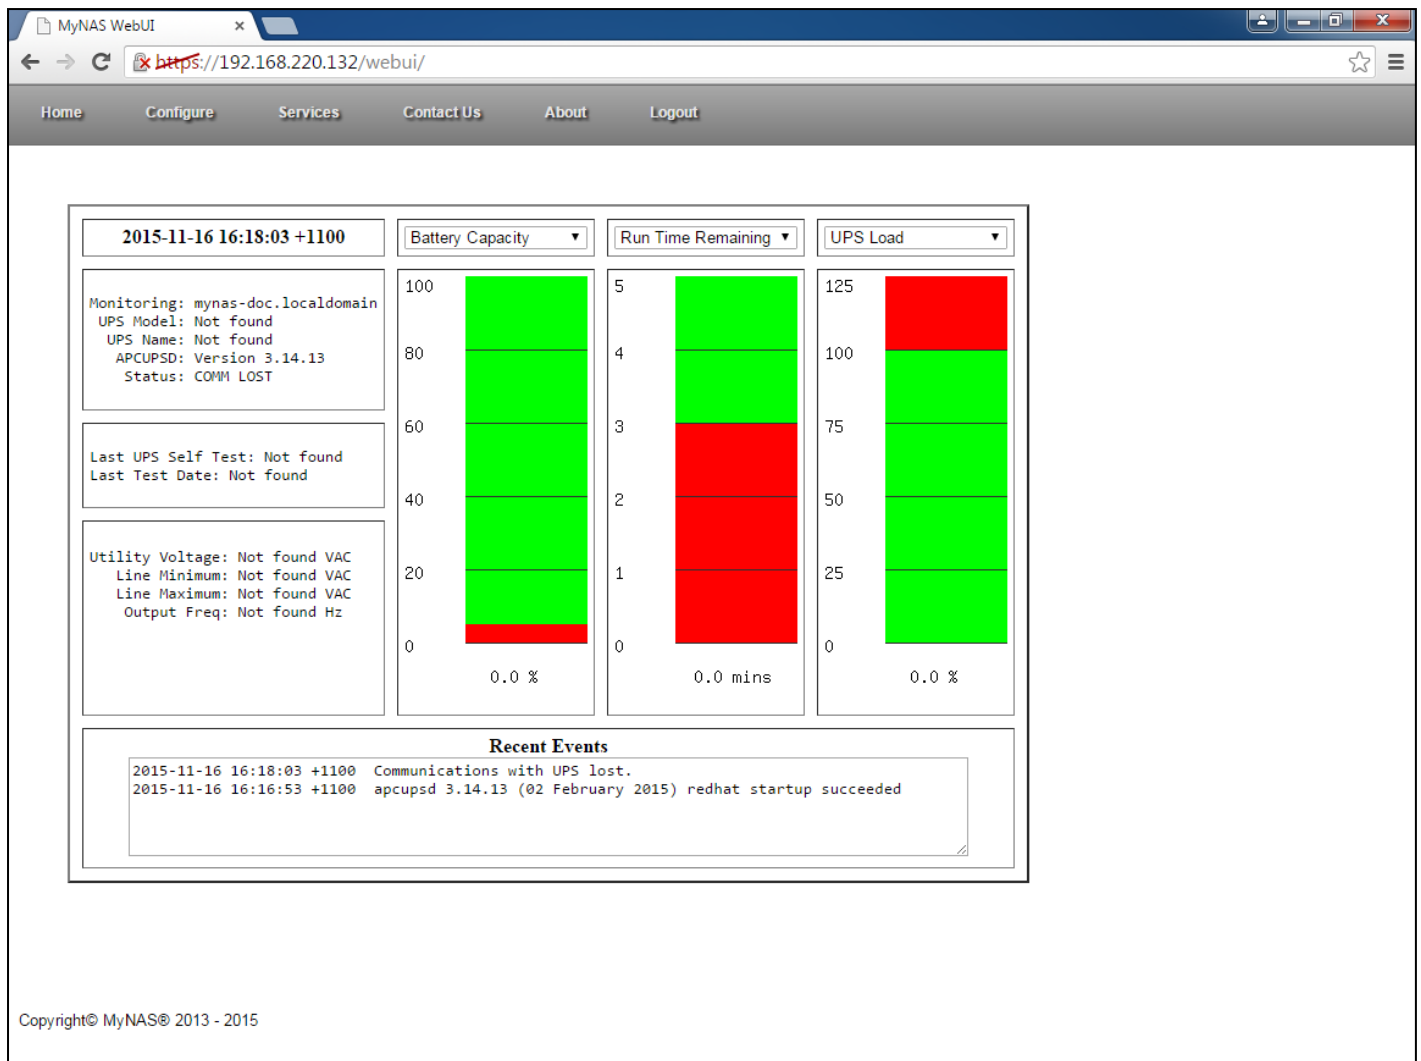 MyNAS WebUI
https://192.168.220.132/webui/
Home Configure Services Contact Us About Logout
2015-11-16 16:18:03 +1100
Monitoring: mynas-doc.localdomain
UPS Model: Not found
UPS Name: Not found
APCUPSD: Version 3.14.13
Status: COMM LOST
Last UPS Self Test: Not found
Last Test Date: Not found
Utility Voltage: Not found VAC
Line Minimum: Not found VAC
Line Maximum: Not found VAC
Output Freq: Not found Hz
Battery Capacity
100
80
60
40
20
0
0.0 %
Run Time Remaining
5
4
3
2
1
0
0.0 mins
UPS Load
125
100
75
50
25
0
0.0 %
Recent Events
2015-11-16 16:18:03 +1100 Communications with UPS lost.
2015-11-16 16:16:53 +1100 apcupsd 3.14.13 (02 February 2015) redhat startup succeeded
Copyright© MyNAS® 2013 - 2015